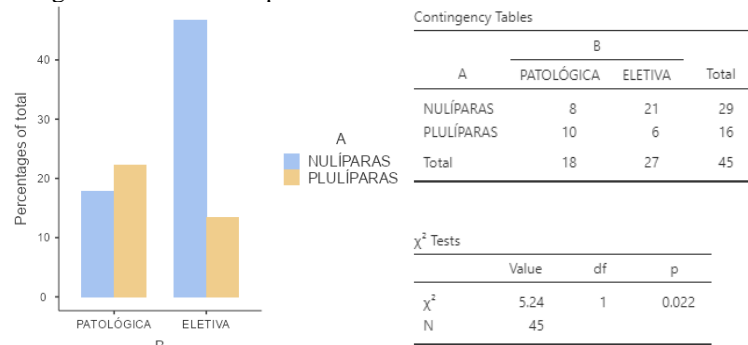 Contingency Tables
B
A PATOLÓGICA ELETIVA Total
NULÍPARAS 8 21 29
PLULÍPARAS 10 6 16
Total 18 27 45
χ² Tests
Value df p
χ² 5.24 1 0.022
N 45
Percentages of total
40
30
20
10
0
PATOLÓGICA ELETIVA
A
NULÍPARAS
PLULÍPARAS